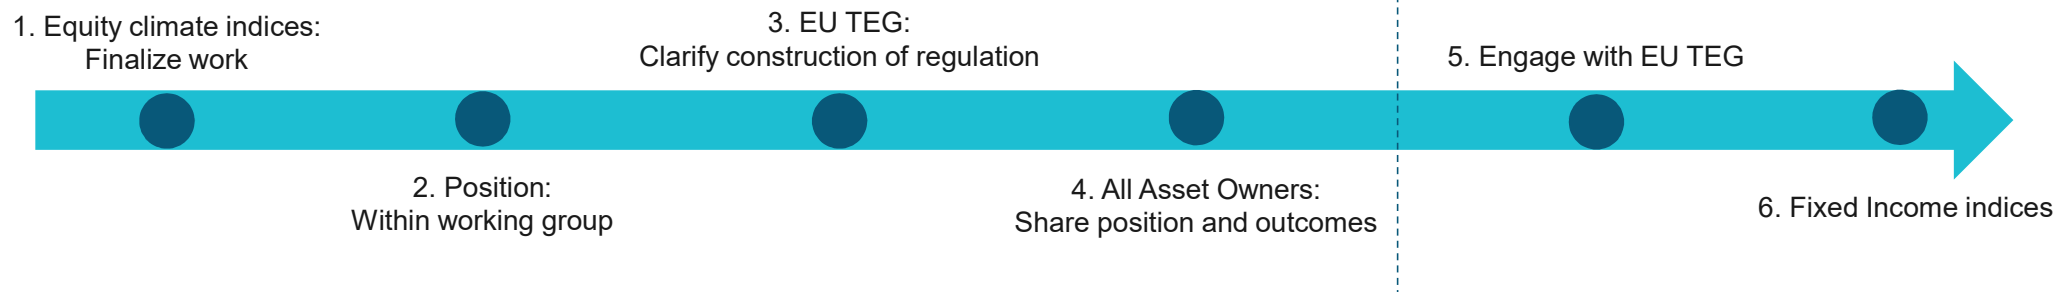 1. Equity climate indices:
Finalize work
2. Position:
Within working group
3. EU TEG:
Clarify construction of regulation
4. All Asset Owners:
Share position and outcomes
5. Engage with EU TEG
6. Fixed Income indices